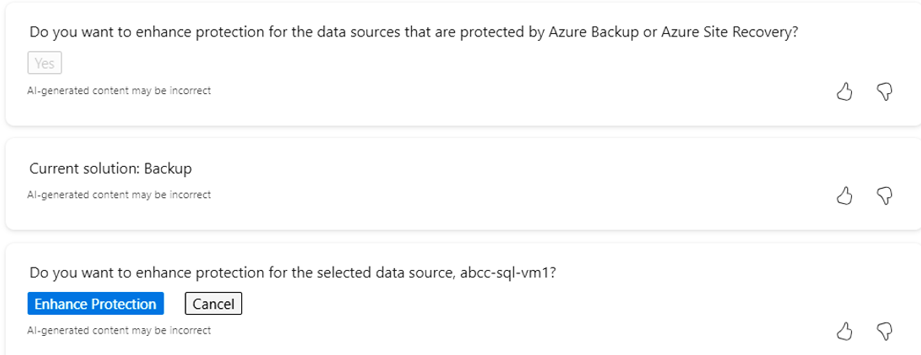 Do you want to enhance protection for the data sources that are protected by Azure Backup or Azure Site Recovery?
Yes
AI-generated content may be incorrect
Current solution: Backup
AI-generated content may be incorrect
Do you want to enhance protection for the selected data source, abcc-sql-vm1?
Enhance Protection Cancel
AI-generated content may be incorrect